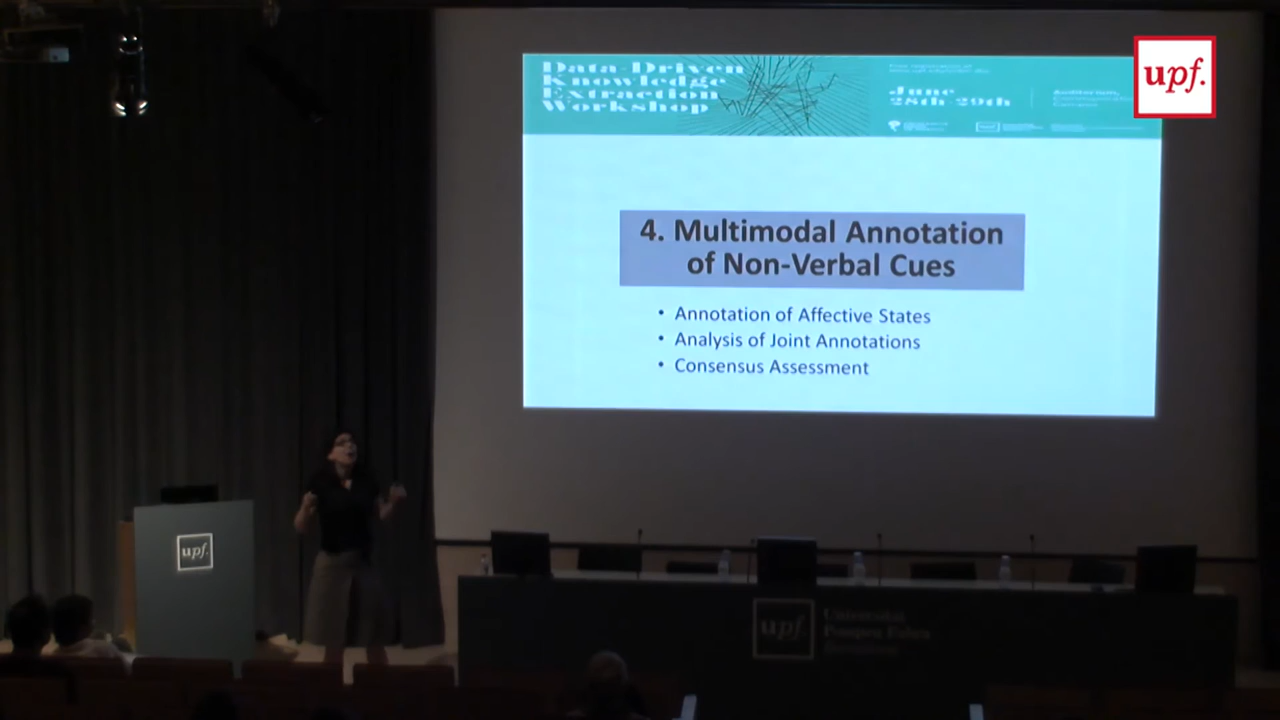 Data-Driven
Knowledge
Extraction
Workshop
June
28th-29th
Auditorium,
upf.
4. Multimodal Annotation
of Non-Verbal Cues
• Annotation of Affective States
• Analysis of Joint Annotations
• Consensus Assessment
upf.
upf.
Universitat
Pompeu Fabra